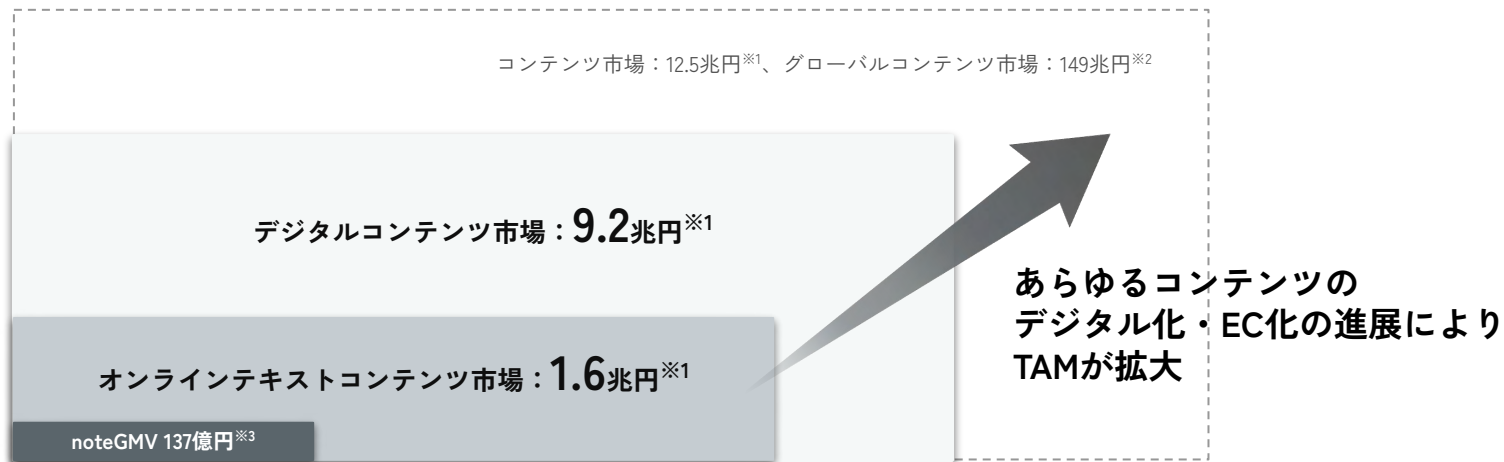 コンテンツ市場：12.5兆円※1、グローバルコンテンツ市場：149兆円※2
デジタルコンテンツ市場：9.2兆円※1
あらゆるコンテンツの
デジタル化・EC化の進展により
TAMが拡大
オンラインテキストコンテンツ市場：1.6兆円※1
noteGMV 137億円※3